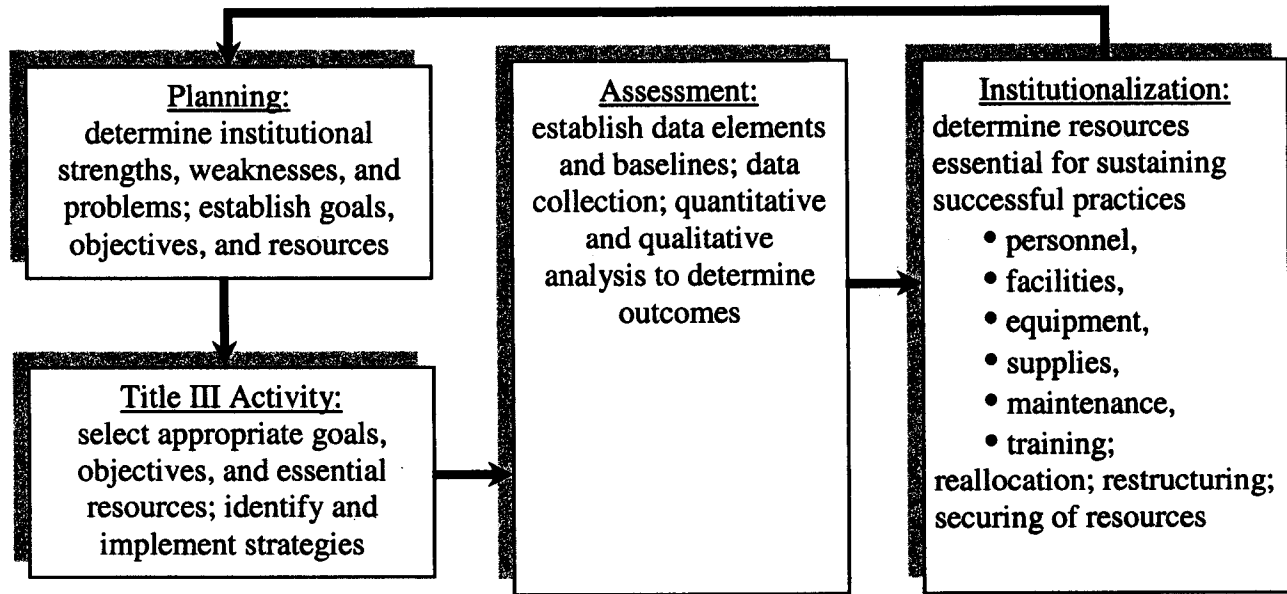 Planning:
determine institutional
strengths, weaknesses, and
problems; establish goals,
objectives, and resources
Title III Activity:
select appropriate goals,
objectives, and essential
resources; identify and
implement strategies
Assessment:
establish data elements
and baselines; data
collection; quantitative
and qualitative
analysis to determine
outcomes
Institutionalization:
determine resources
essential for sustaining
successful practices
• personnel,
• facilities,
• equipment,
• supplies,
• maintenance,
• training;
reallocation; restructuring;
securing of resources